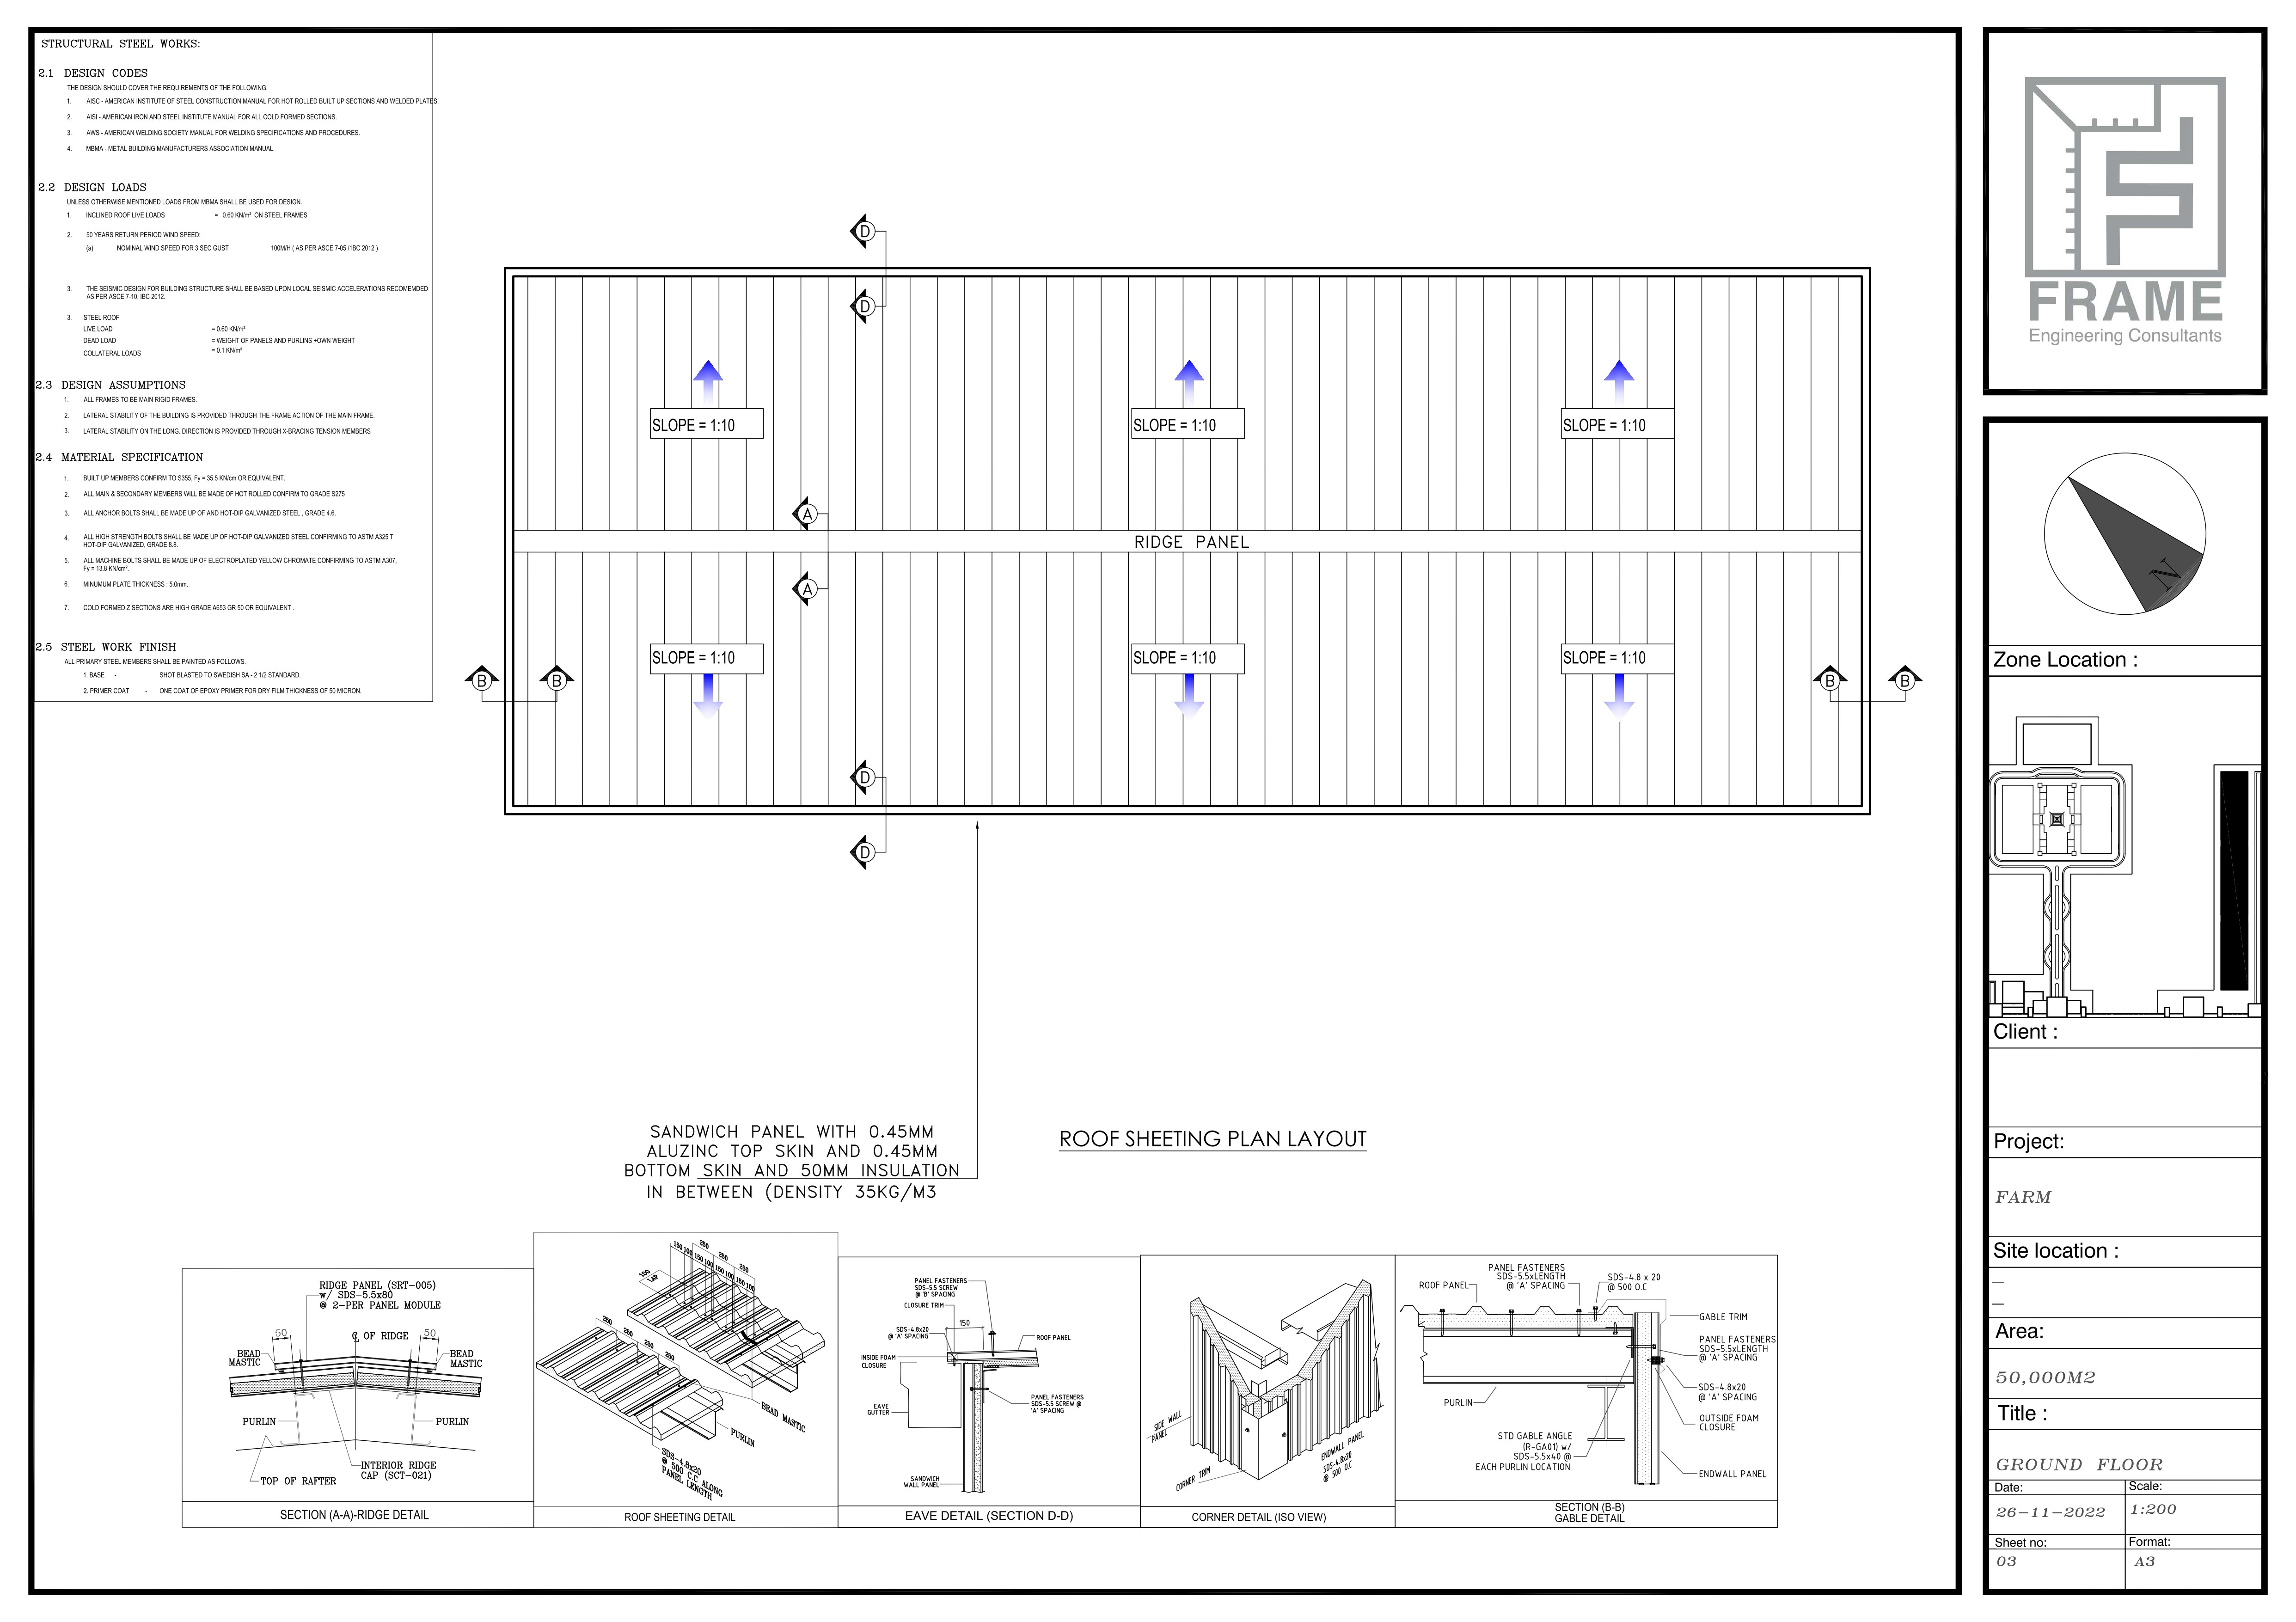 STRUCTURAL STEEL WORKS:
2.1 DESIGN CODES
THE DESIGN SHOULD COVER THE REQUIREMENTS OF THE FOLLOWING.
1. AISC - AMERICAN INSTITUTE OF STEEL CONSTRUCTION MANUAL FOR HOT ROLLED BUILT UP SECTIONS AND WELDED PLATES.
2. AISI - AMERICAN IRON AND STEEL INSTITUTE MANUAL FOR ALL COLD FORMED SECTIONS.
3. AWS - AMERICAN WELDING SOCIETY MANUAL FOR WELDING SPECIFICATIONS AND PROCEDURES.
4. MBMA - METAL BUILDING MANUFACTURERS ASSOCIATION MANUAL.
2.2 DESIGN LOADS
UNLESS OTHERWISE MENTIONED LOADS FROM MBMA SHALL BE USED FOR DESIGN.
1. INCLINED ROOF LIVE LOADS = 0.60 KN/m² ON STEEL FRAMES
2. 50 YEARS RETURN PERIOD WIND SPEED:
(a) NOMINAL WIND SPEED FOR 3 SEC GUST 100M/H ( AS PER ASCE 7-05 /1BC 2012 )
3. THE SEISMIC DESIGN FOR BUILDING STRUCTURE SHALL BE BASED UPON LOCAL SEISMIC ACCELERATIONS RECOMEMDED
AS PER ASCE 7-10, IBC 2012.
3. STEEL ROOF
LIVE LOAD = 0.60 KN/m²
DEAD LOAD = WEIGHT OF PANELS AND PURLINS +OWN WEIGHT
COLLATERAL LOADS = 0.1 KN/m²
2.3 DESIGN ASSUMPTIONS
1. ALL FRAMES TO BE MAIN RIGID FRAMES.
2. LATERAL STABILITY OF THE BUILDING IS PROVIDED THROUGH THE FRAME ACTION OF THE MAIN FRAME.
3. LATERAL STABILITY ON THE LONG. DIRECTION IS PROVIDED THROUGH X-BRACING TENSION MEMBERS
2.4 MATERIAL SPECIFICATION
1. BUILT UP MEMBERS CONFIRM TO S355, Fy = 35.5 KN/cm OR EQUIVALENT.
2. ALL MAIN & SECONDARY MEMBERS WILL BE MADE OF HOT ROLLED CONFIRM TO GRADE S275
3. ALL ANCHOR BOLTS SHALL BE MADE UP OF AND HOT-DIP GALVANIZED STEEL , GRADE 4.6.
4. ALL HIGH STRENGTH BOLTS SHALL BE MADE UP OF HOT-DIP GALVANIZED STEEL CONFIRMING TO ASTM A325 T
HOT-DIP GALVANIZED, GRADE 8.8.
5. ALL MACHINE BOLTS SHALL BE MADE UP OF ELECTROPLATED YELLOW CHROMATE CONFIRMING TO ASTM A307,
Fy = 13.8 KN/cm².
6. MINUMUM PLATE THICKNESS : 5.0mm.
7. COLD FORMED Z SECTIONS ARE HIGH GRADE A653 GR 50 OR EQUIVALENT .
2.5 STEEL WORK FINISH
ALL PRIMARY STEEL MEMBERS SHALL BE PAINTED AS FOLLOWS.
1. BASE - SHOT BLASTED TO SWEDISH SA - 2 1/2 STANDARD.
2. PRIMER COAT - ONE COAT OF EPOXY PRIMER FOR DRY FILM THICKNESS OF 50 MICRON.
D
D
SLOPE = 1:10 SLOPE = 1:10 SLOPE = 1:10
A
RIDGE PANEL
A
SLOPE = 1:10 SLOPE = 1:10 SLOPE = 1:10
B B B B
D
D
SANDWICH PANEL WITH 0.45MM
ALUZINC TOP SKIN AND 0.45MM
BOTTOM SKIN AND 50MM INSULATION
IN BETWEEN (DENSITY 35KG/M3
ROOF SHEETING PLAN LAYOUT
RIDGE PANEL (SRT-005)
w/ SDS-5.5x80
@ 2-PER PANEL MODULE
50
℄ OF RIDGE
50
BEAD
MASTIC
BEAD
MASTIC
PURLIN
PURLIN
INTERIOR RIDGE
CAP (SCT-021)
TOP OF RAFTER
SECTION (A-A)-RIDGE DETAIL
250
250
250
150 100 150 100 150 100 150 100
100
LAP
250
250
250
250
BEAD MASTIC
PURLIN
SDS-4.8x20
@ 500 C.C ALONG
PANEL LENGTH
ROOF SHEETING DETAIL
PANEL FASTENERS
SDS-5.5 SCREW
@ 'B' SPACING
CLOSURE TRIM
150
SDS-4.8x20
@ 'A' SPACING
ROOF PANEL
INSIDE FOAM
CLOSURE
PANEL FASTENERS
SDS-5.5 SCREW @
'A' SPACING
EAVE
GUTTER
SANDWICH
WALL PANEL
EAVE DETAIL (SECTION D-D)
SIDE WALL
PANEL
CORNER TRIM
ENDWALL PANEL
SDS-4.8x20
@ 500 O.C
CORNER DETAIL (ISO VIEW)
PANEL FASTENERS
SDS-5.5xLENGTH
@ 'A' SPACING
ROOF PANEL
SDS-4.8 x 20
@ 500 O.C
GABLE TRIM
PANEL FASTENERS
SDS-5.5xLENGTH
@ 'A' SPACING
SDS-4.8x20
@ 'A' SPACING
PURLIN
OUTSIDE FOAM
CLOSURE
STD GABLE ANGLE
(R-GA01) w/
SDS-5.5x40 @
EACH PURLIN LOCATION
ENDWALL PANEL
SECTION (B-B)
GABLE DETAIL
FRAME
Engineering Consultants
N
Zone Location :
Client :
Project:
FARM
Site location :
—
—
Area:
50,000M2
Title :
GROUND FLOOR
Date: Scale:
26-11-2022 1:200
Sheet no: Format:
03 A3